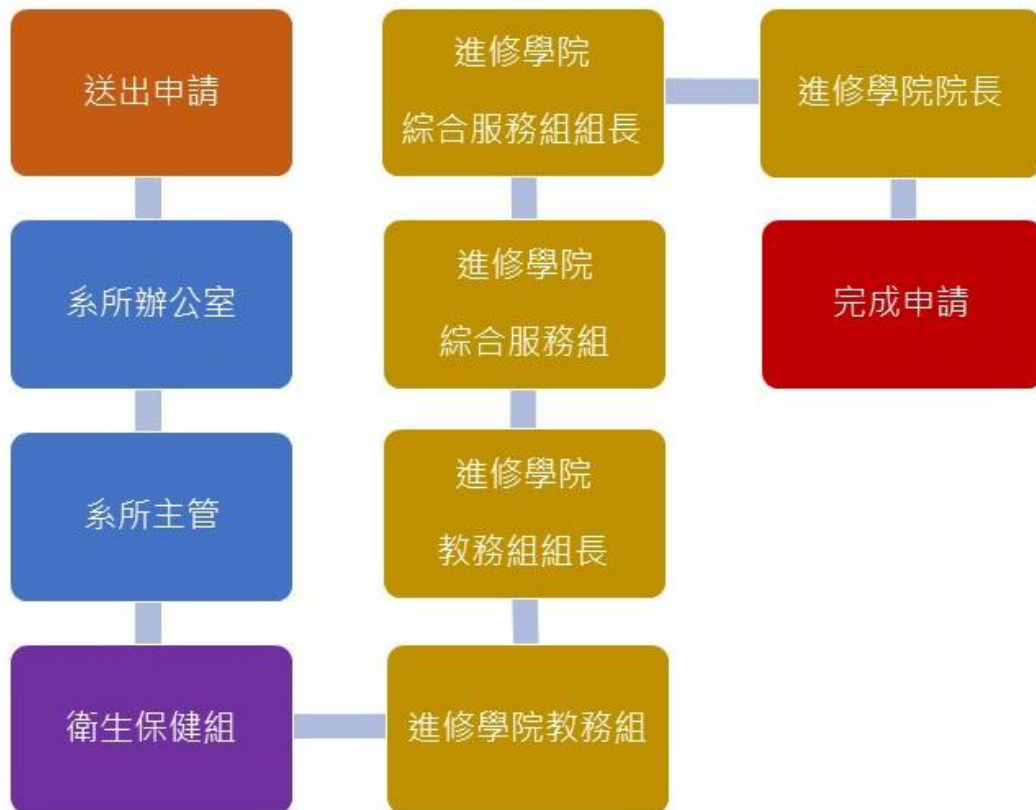 送出申請
系所辦公室
系所主管
衛生保健組
進修學院教務組
進修學院
教務組組長
進修學院
綜合服務組
進修學院
綜合服務組組長
進修學院院長
完成申請